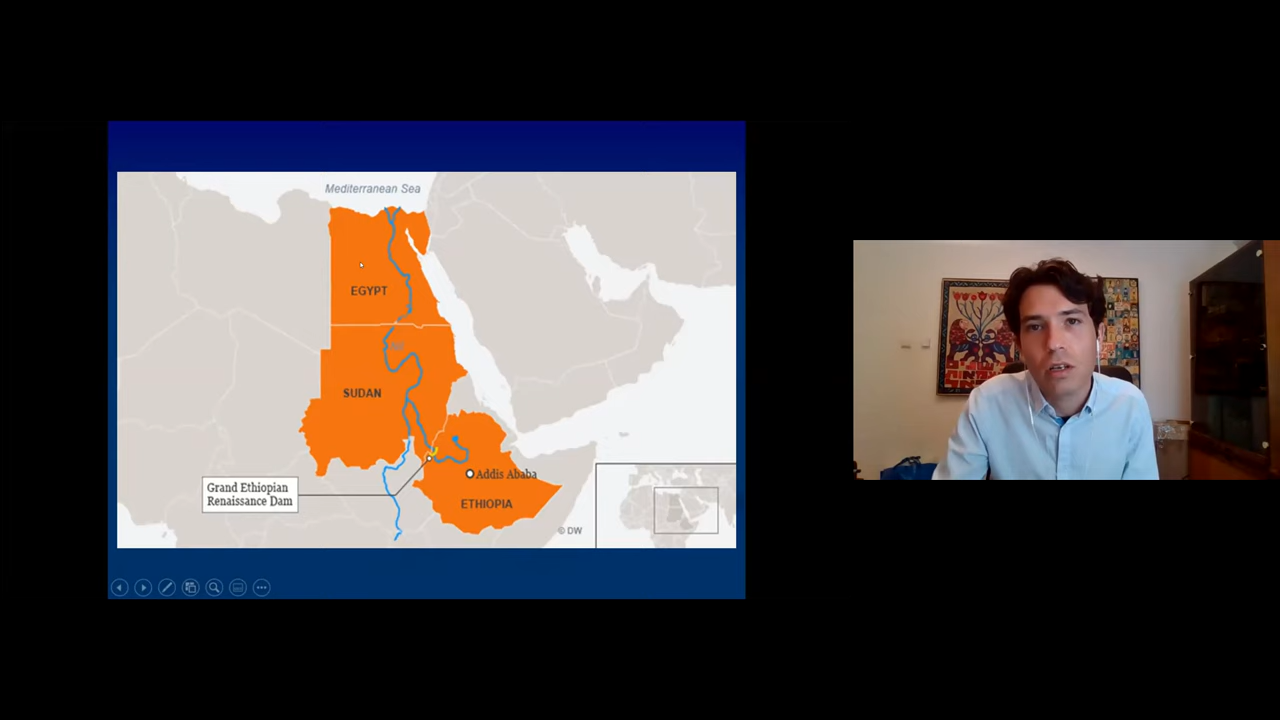 Mediterranean Sea
EGYPT
SUDAN
Addis Ababa
Grand Ethiopian
Renaissance Dam
ETHIOPIA
© DW